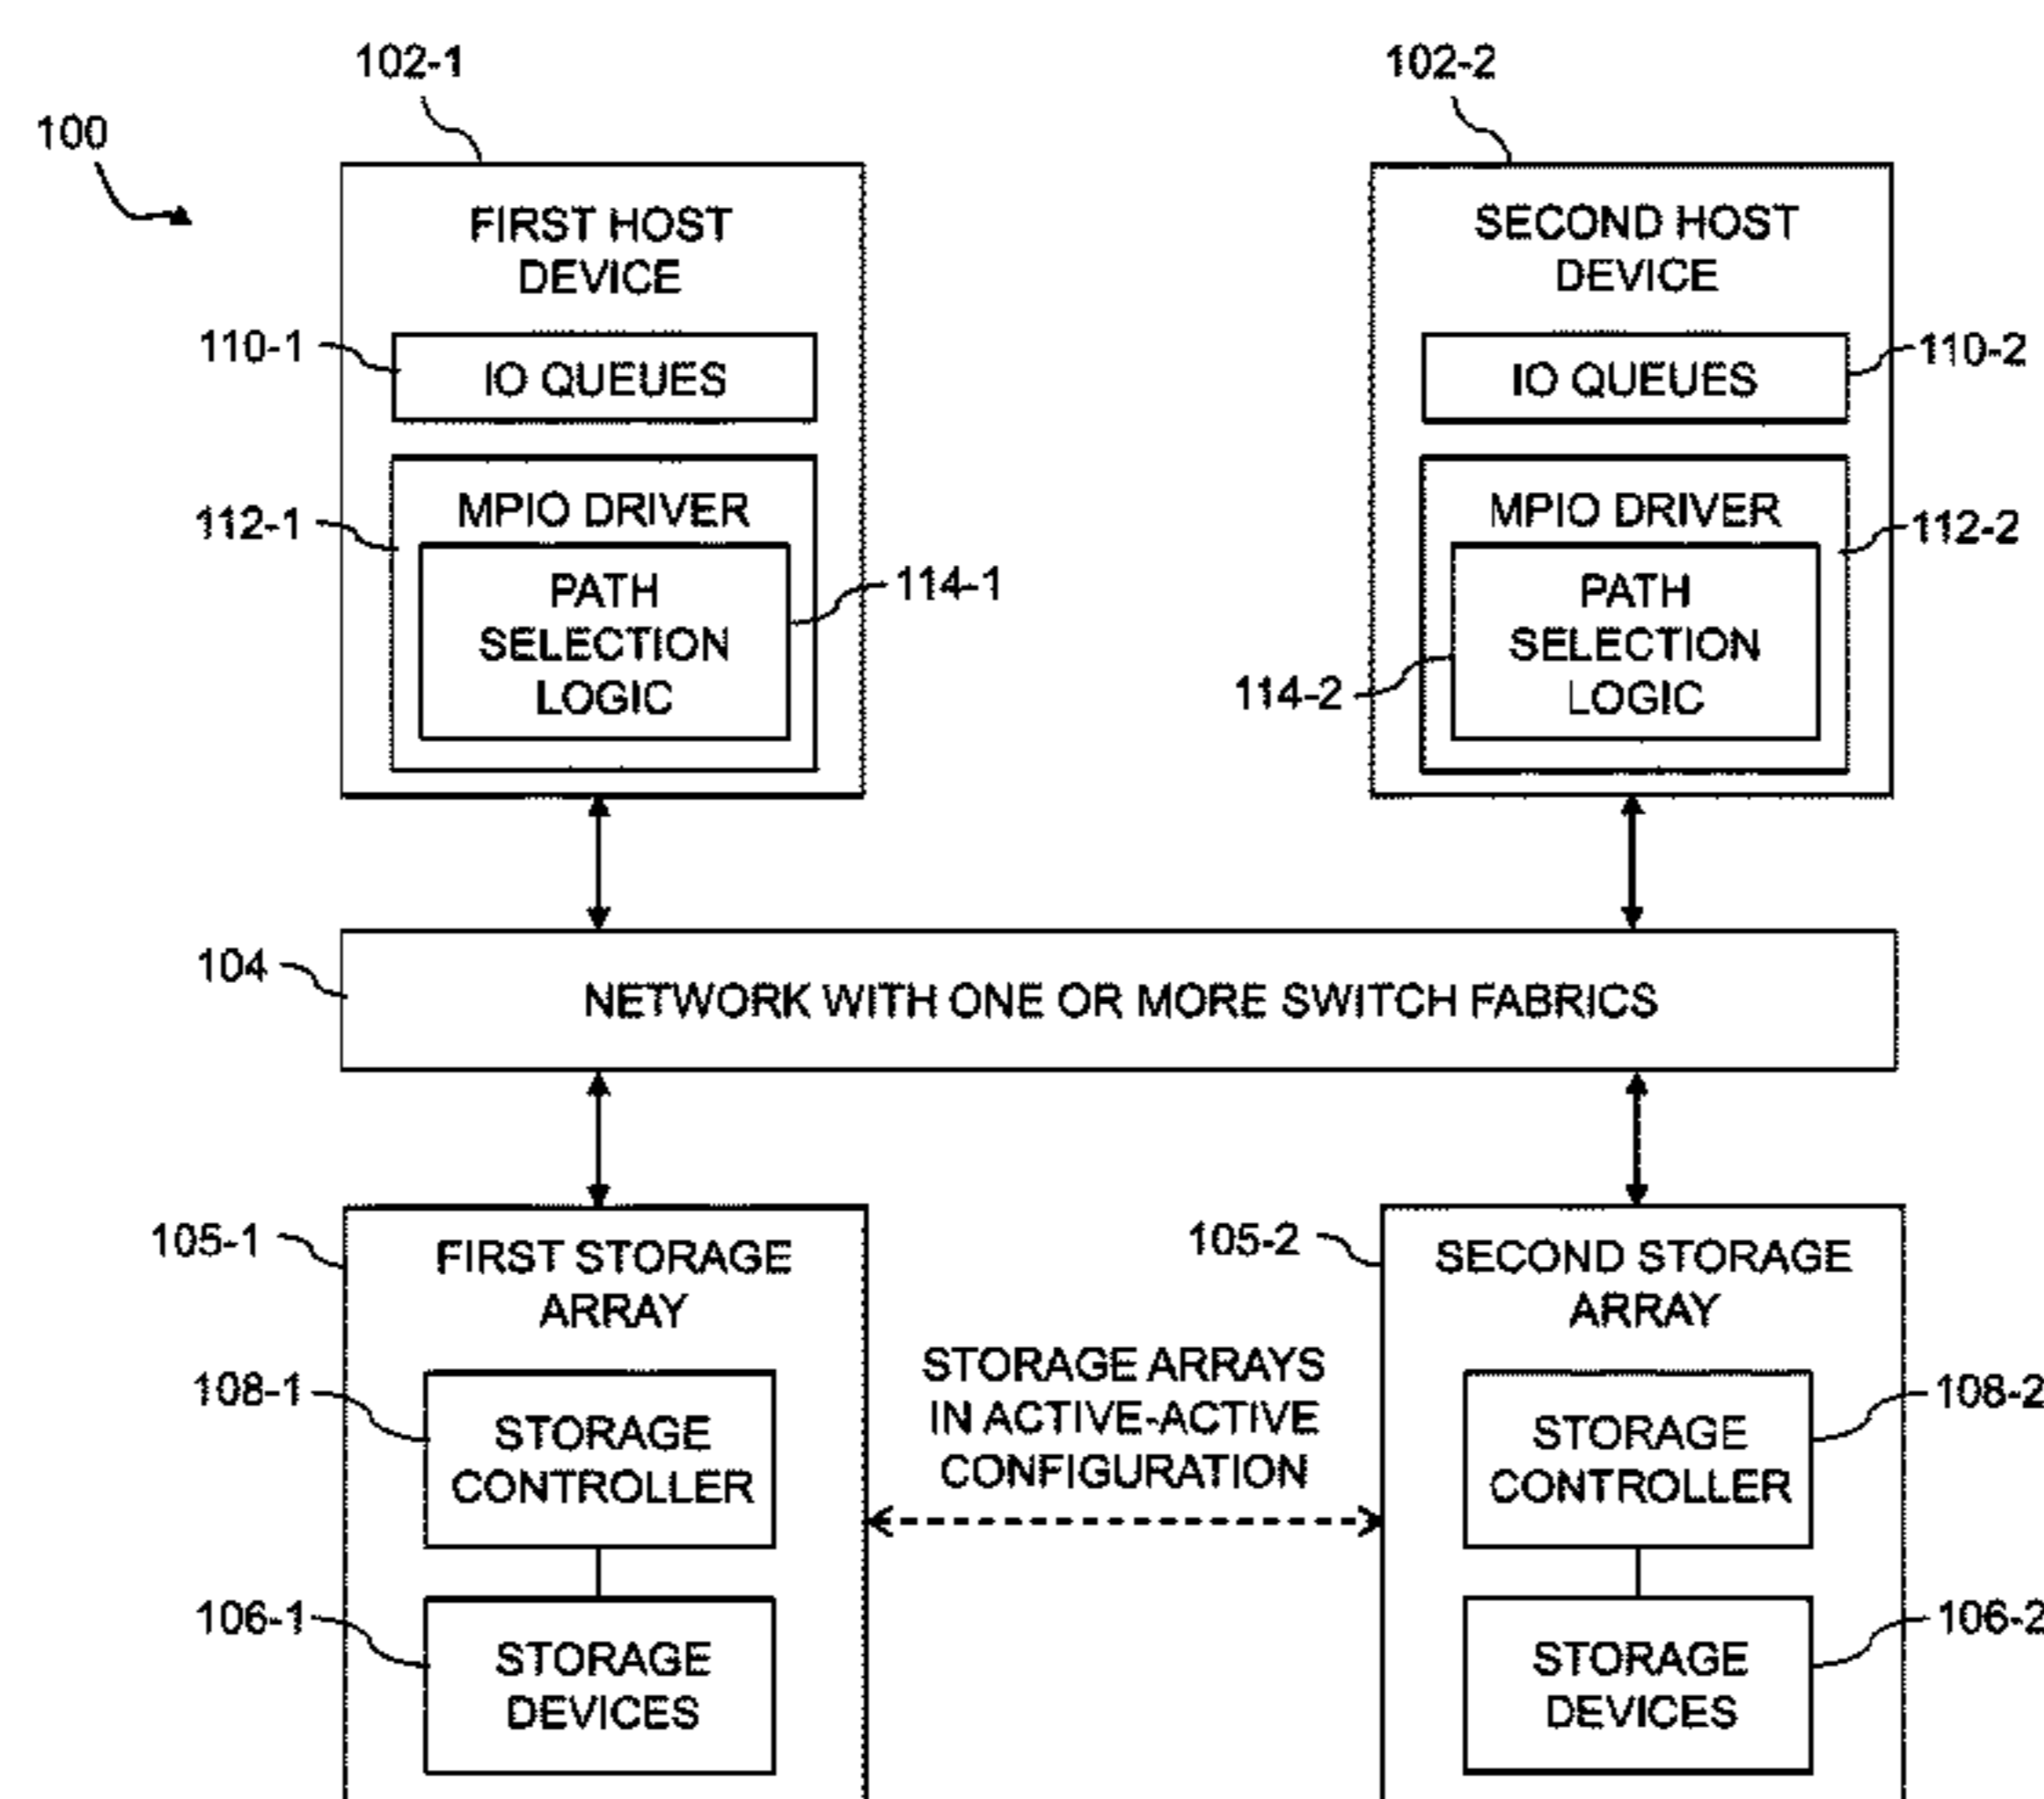 102-1
102-2
100
FIRST HOST
DEVICE
SECOND HOST
DEVICE
110-1
IO QUEUES
IO QUEUES
110-2
112-1
MPIO DRIVER
MPIO DRIVER
112-2
PATH
SELECTION
LOGIC
114-1
PATH
SELECTION
LOGIC
114-2
104
NETWORK WITH ONE OR MORE SWITCH FABRICS
105-1
FIRST STORAGE
ARRAY
105-2
SECOND STORAGE
ARRAY
STORAGE ARRAYS
IN ACTIVE-ACTIVE
CONFIGURATION
108-1
STORAGE
CONTROLLER
STORAGE
CONTROLLER
108-2
106-1
STORAGE
DEVICES
STORAGE
DEVICES
106-2